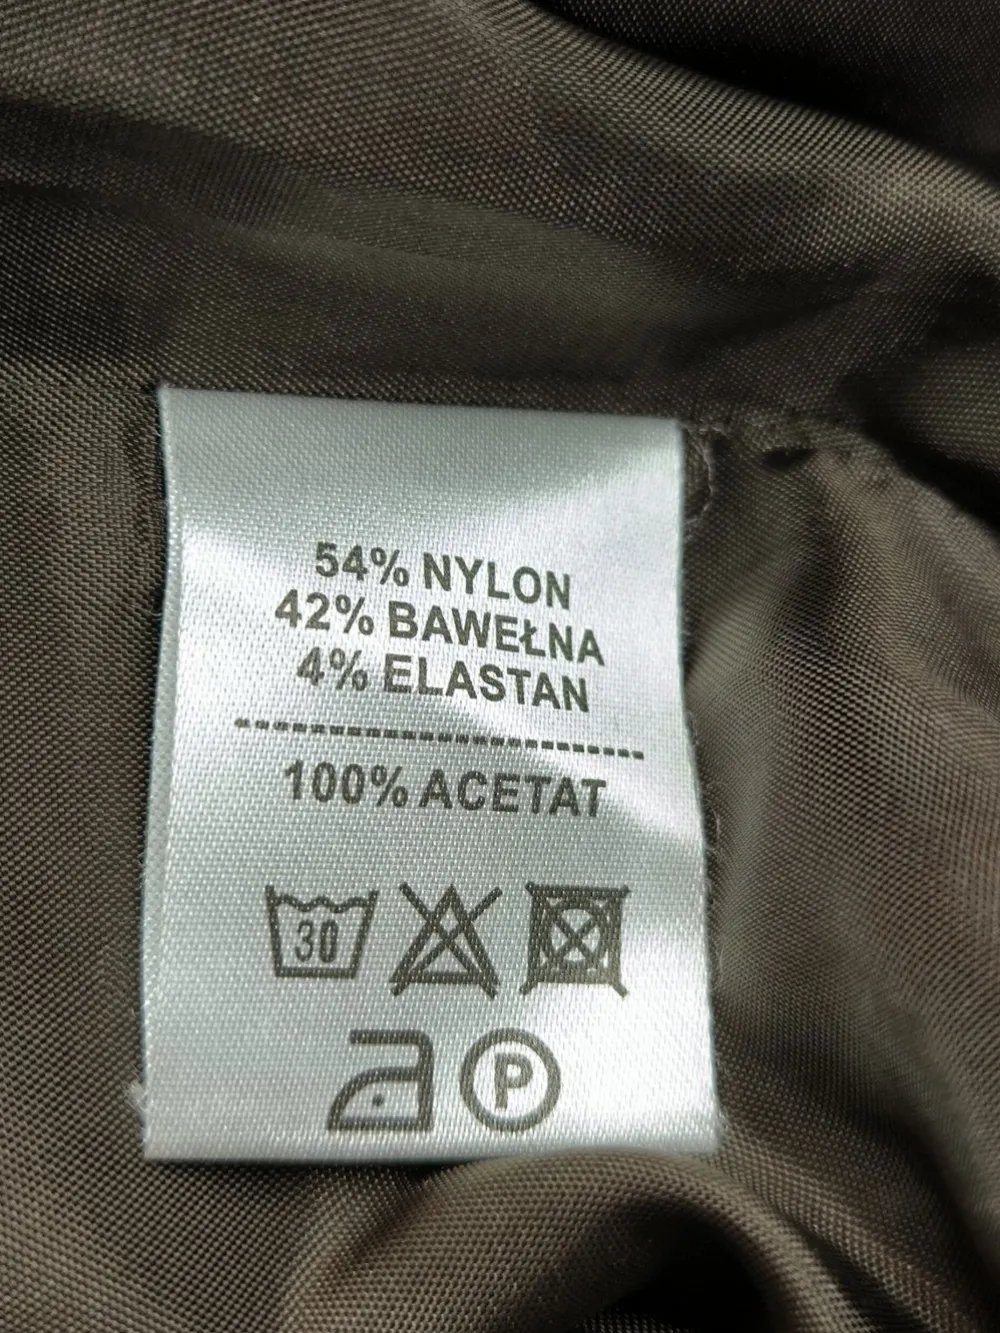 54% NYLON
42% BAWEŁNA
4% ELASTAN
100% ACETAT
30
P